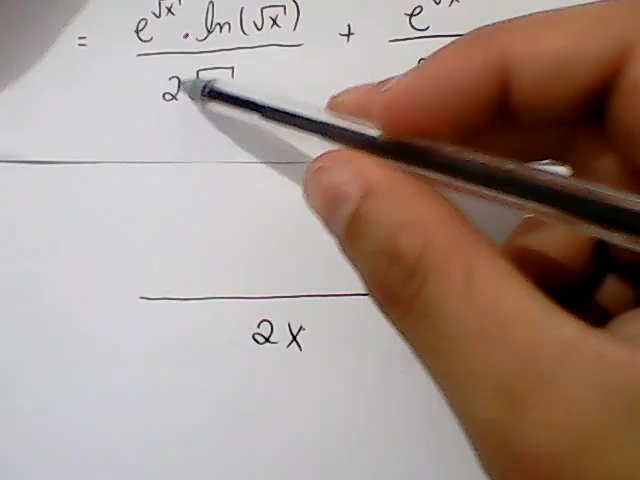 = e^√x · ln(√x) / 2√ + e^√x
2x